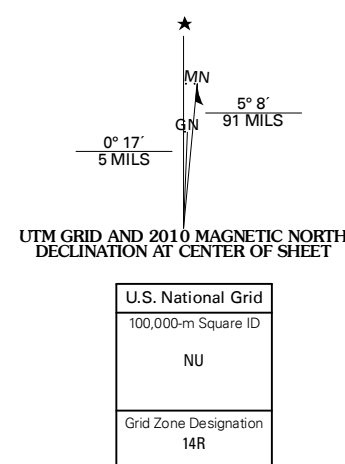 ★
MN
GN
5° 8´
91 MILS
0° 17´
5 MILS
UTM GRID AND 2010 MAGNETIC NORTH
DECLINATION AT CENTER OF SHEET
U.S. National Grid
100,000-m Square ID
NU
Grid Zone Designation
14R